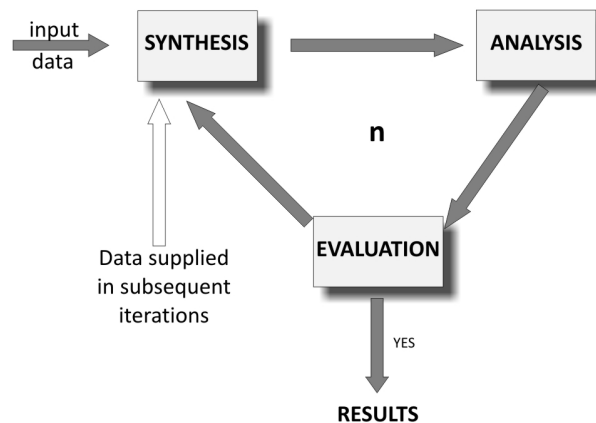 input
data
SYNTHESIS
ANALYSIS
n
EVALUATION
Data supplied
in subsequent
iterations
YES
RESULTS